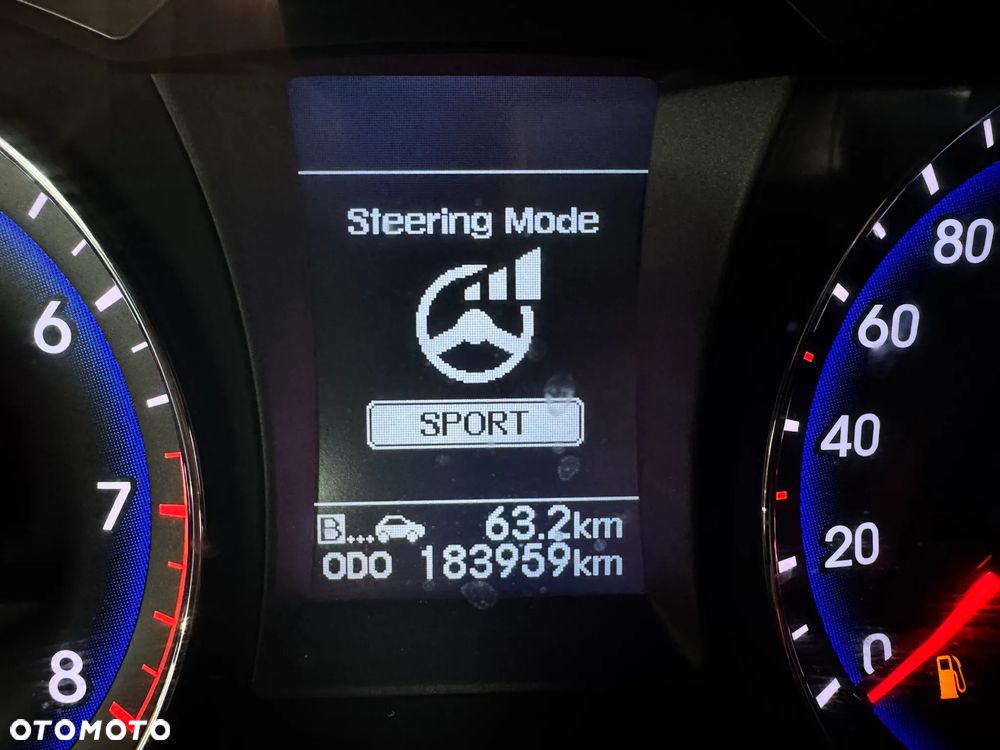 Steering Mode
SPORT
B...
63.2km
ODO 183959km
6
7
8
80
60
40
20
0
OTOMOTO